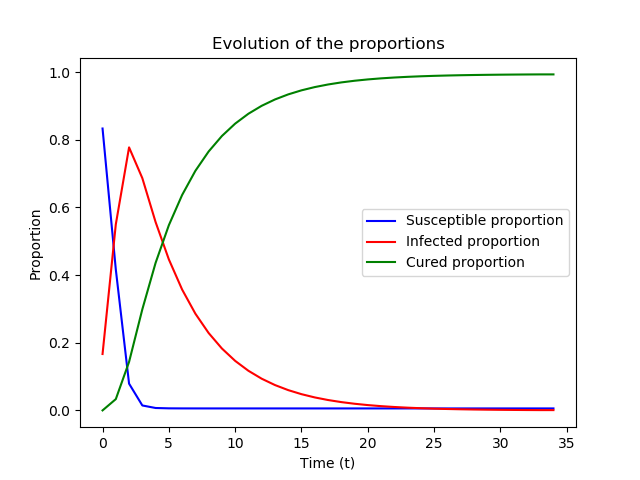 Evolution of the proportions
1.0
0.8
0.6
0.4
0.2
0.0
Proportion
Susceptible proportion
Infected proportion
Cured proportion
0 5 10 15 20 25 30 35
Time (t)